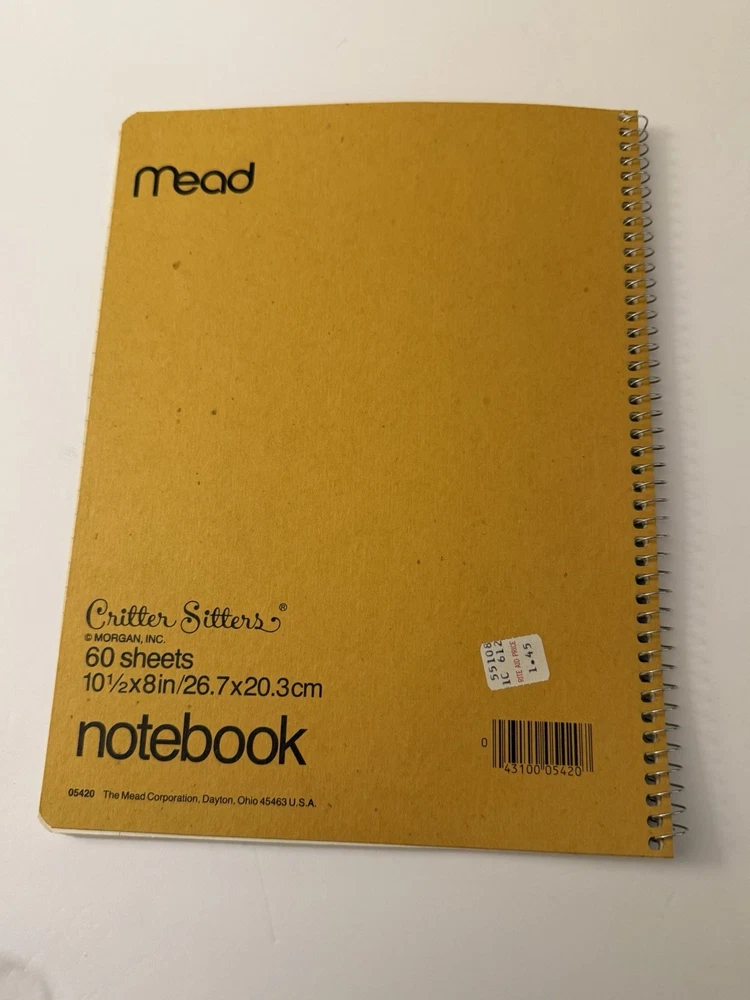 mead
Critter Sitters®
© MORGAN, INC.
60 sheets
10½x8in/26.7x20.3cm
notebook
05420 The Mead Corporation, Dayton, Ohio 45463 U.S.A.
55108
1C 612
RITE AID PRICE
1.45
0 43100 05420